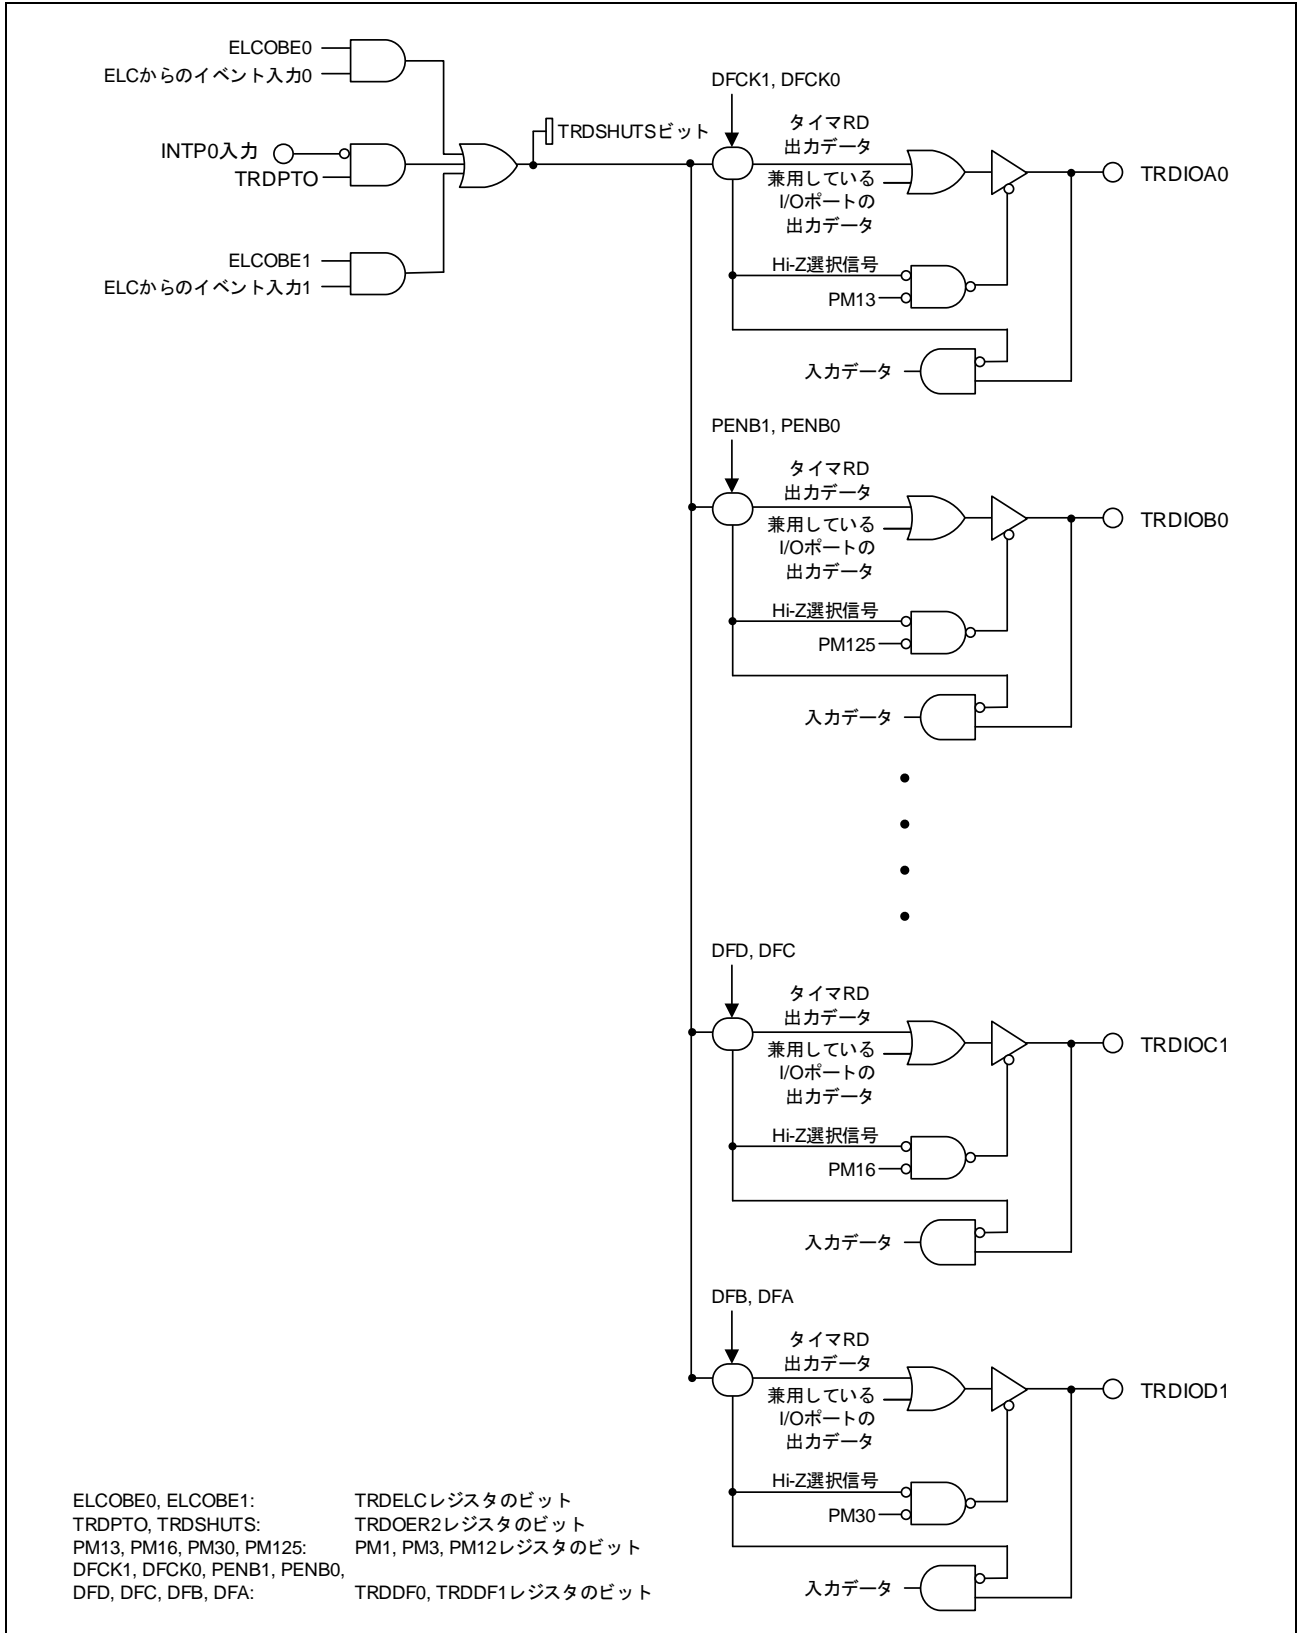 ELCOBE0
ELCからのイベント入力0
INTP0入力
TRDPTO
ELCOBE1
ELCからのイベント入力1
TRDSHUTSビット
DFCK1, DFCK0
タイマRD
出力データ
兼用している
I/Oポートの
出力データ
Hi-Z選択信号
PM13
入力データ
TRDIOA0
PENB1, PENB0
タイマRD
出力データ
兼用している
I/Oポートの
出力データ
Hi-Z選択信号
PM125
入力データ
TRDIOB0
DFD, DFC
タイマRD
出力データ
兼用している
I/Oポートの
出力データ
Hi-Z選択信号
PM16
入力データ
TRDIOC1
DFB, DFA
タイマRD
出力データ
兼用している
I/Oポートの
出力データ
Hi-Z選択信号
PM30
入力データ
TRDIOD1
ELCOBE0, ELCOBE1: TRDELCレジスタのビット
TRDPTO, TRDSHUTS: TRDOER2レジスタのビット
PM13, PM16, PM30, PM125: PM1, PM3, PM12レジスタのビット
DFCK1, DFCK0, PENB1, PENB0,
DFD, DFC, DFB, DFA: TRDDF0, TRDDF1レジスタのビット